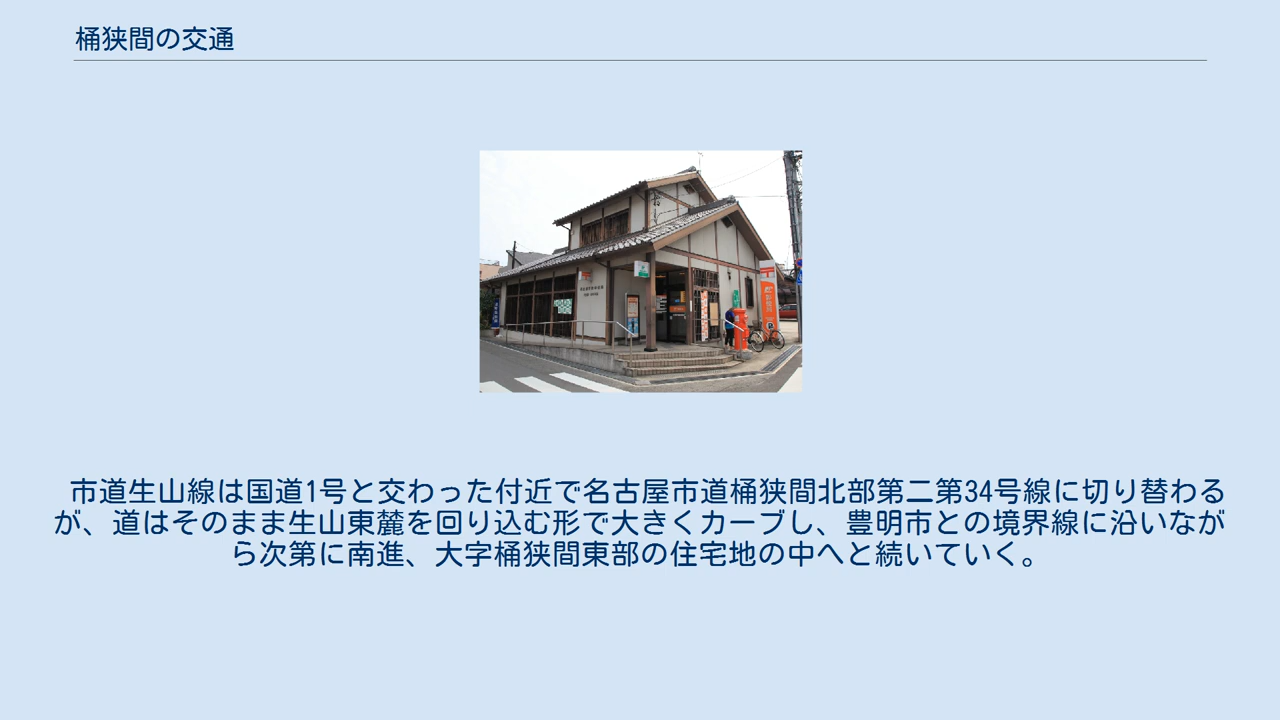 桶狭間の交通
市道生山線は国道1号と交わった付近で名古屋市道桶狭間北部第二第34号線に切り替わる
が、道はそのまま生山東麓を回り込む形で大きくカーブし、豊明市との境界線に沿いなが
ら次第に南進、大字桶狭間東部の住宅地の中へと続いていく。